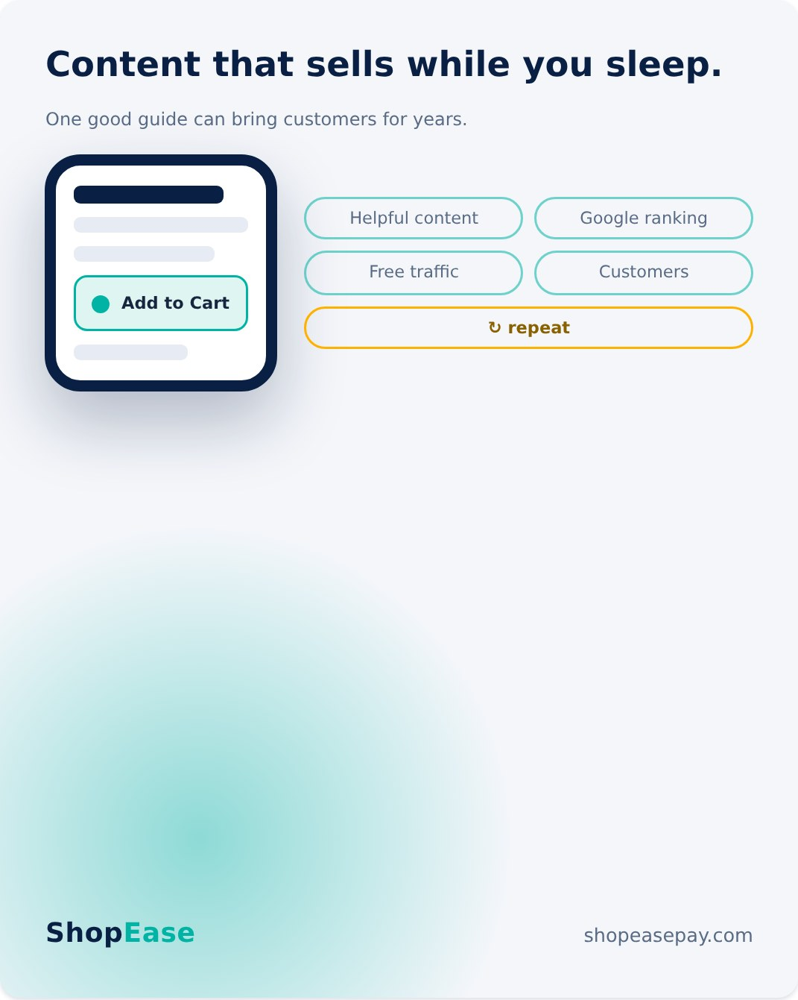 Content that sells while you sleep.
One good guide can bring customers for years.
Add to Cart
Helpful content
Google ranking
Free traffic
Customers
↻ repeat
ShopEase
shopeasepay.com